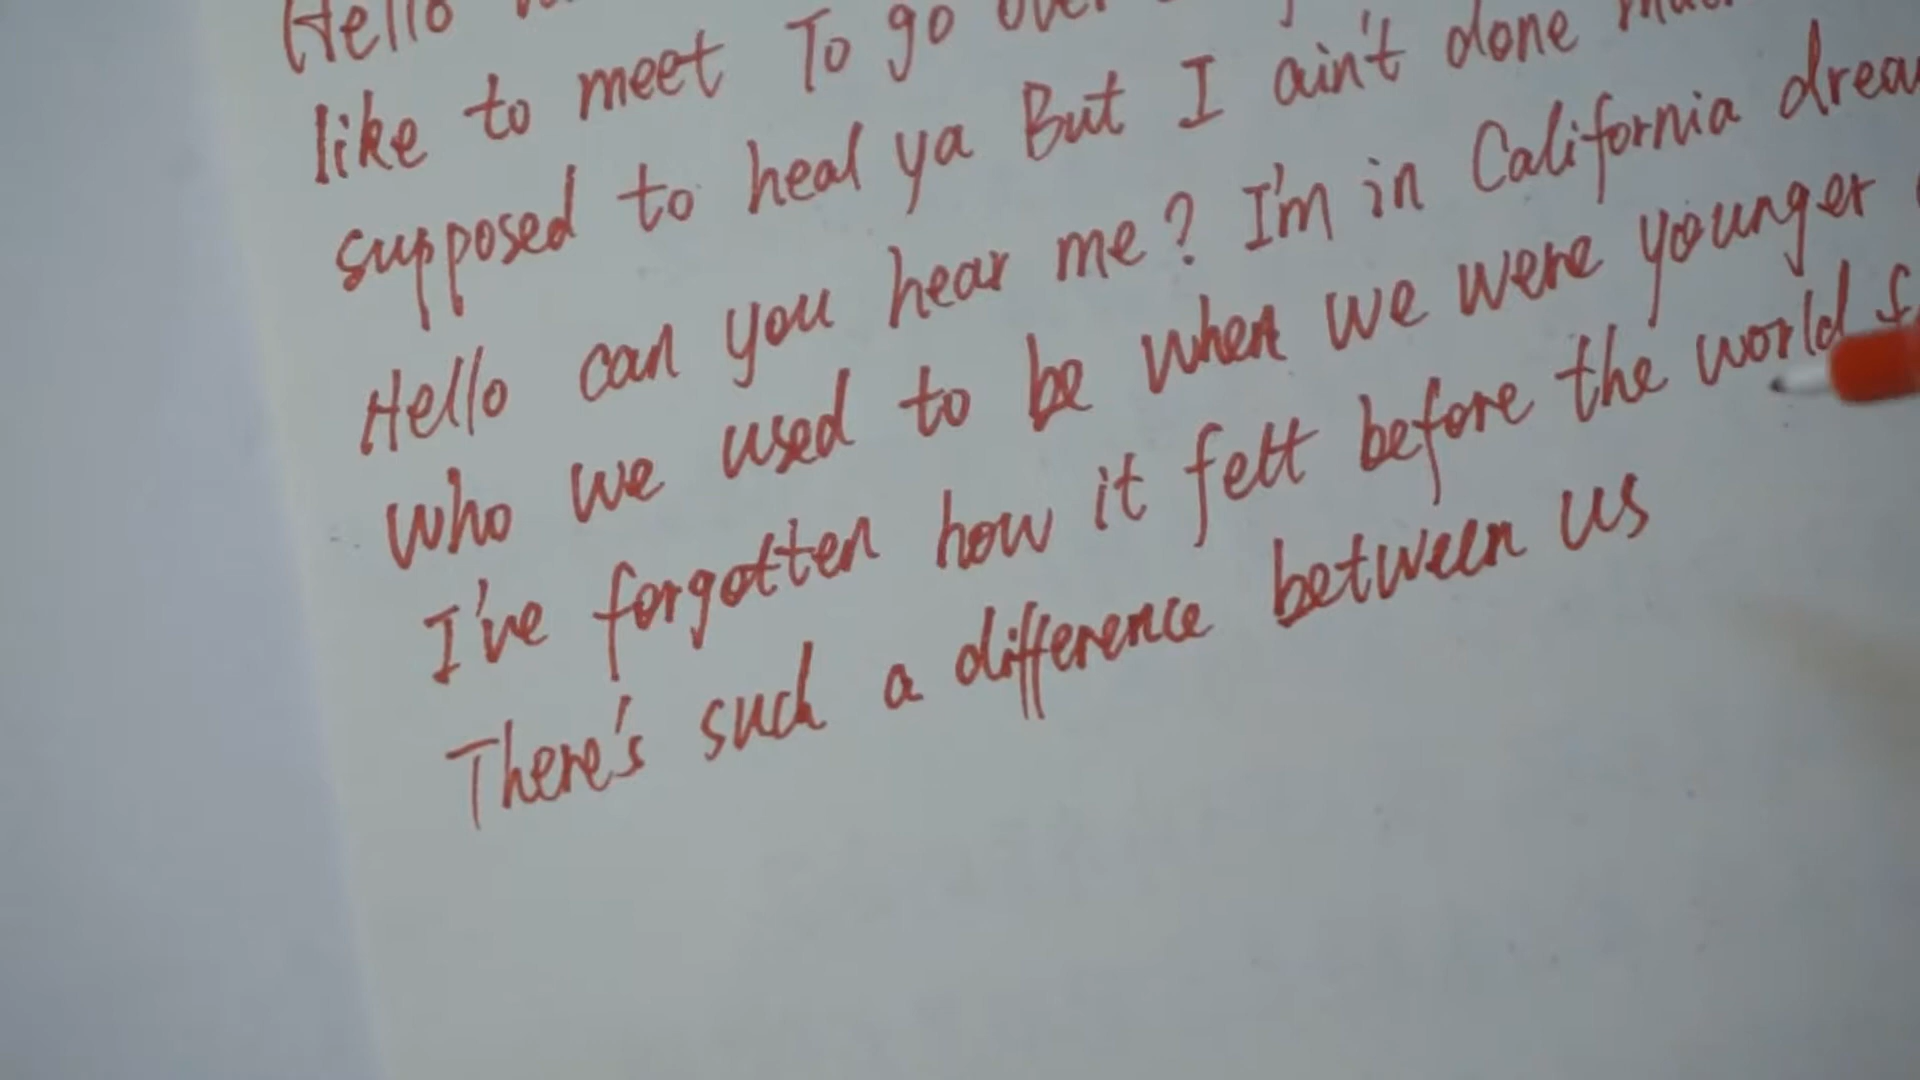 Hello
like to meet To go
supposed to heal ya But I ain't done
Hello can you hear me? I'm in California
who we used to be when we were younger
I've forgotten how it felt before the world
There's such a difference between us